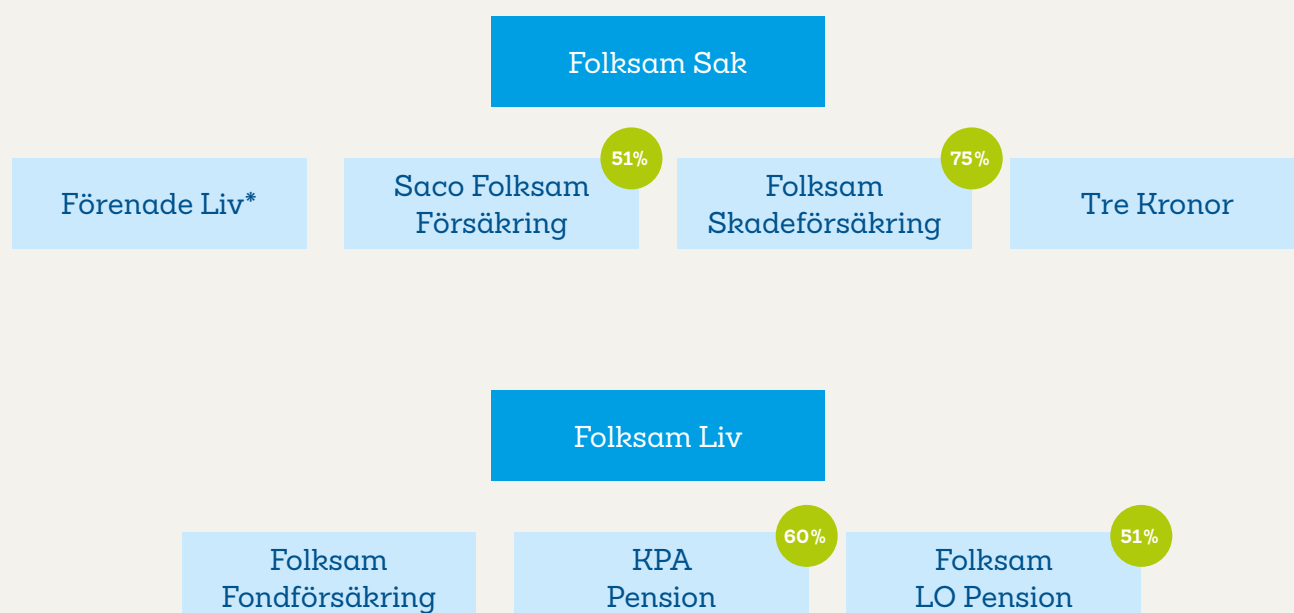 Folksam Sak
51%
75%
Förenade Liv*
Saco Folksam
Försäkring
Folksam
Skadeförsäkring
Tre Kronor
Folksam Liv
60%
51%
Folksam
Fondförsäkring
KPA
Pension
Folksam
LO Pension